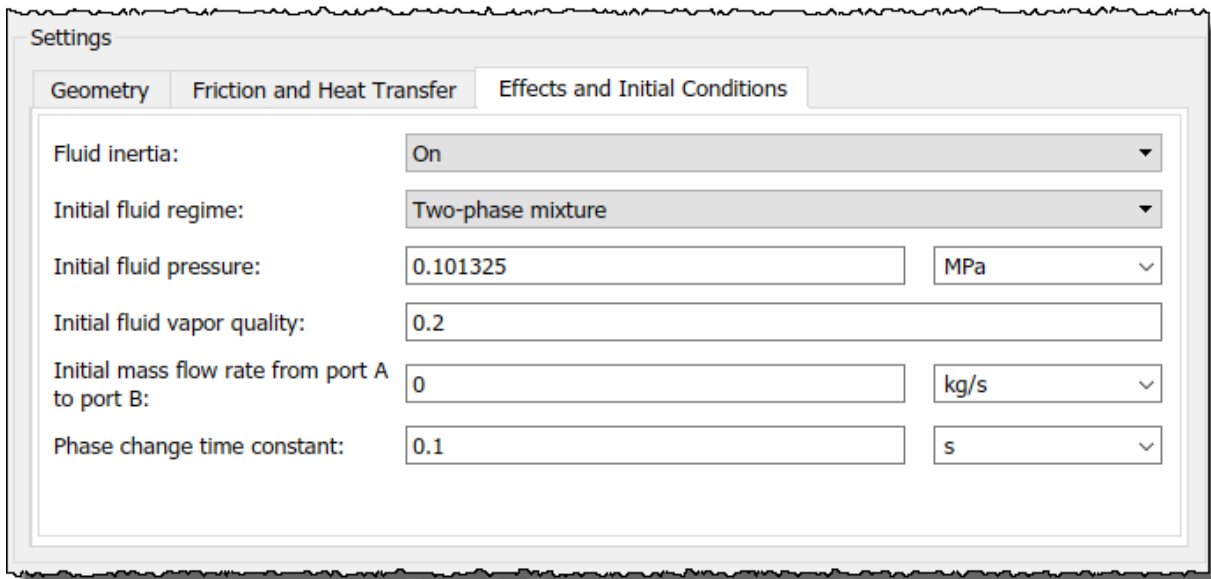 Settings
Geometry Friction and Heat Transfer Effects and Initial Conditions
Fluid inertia: On
Initial fluid regime: Two-phase mixture
Initial fluid pressure: 0.101325 MPa
Initial fluid vapor quality: 0.2
Initial mass flow rate from port A
to port B: 0 kg/s
Phase change time constant: 0.1 s